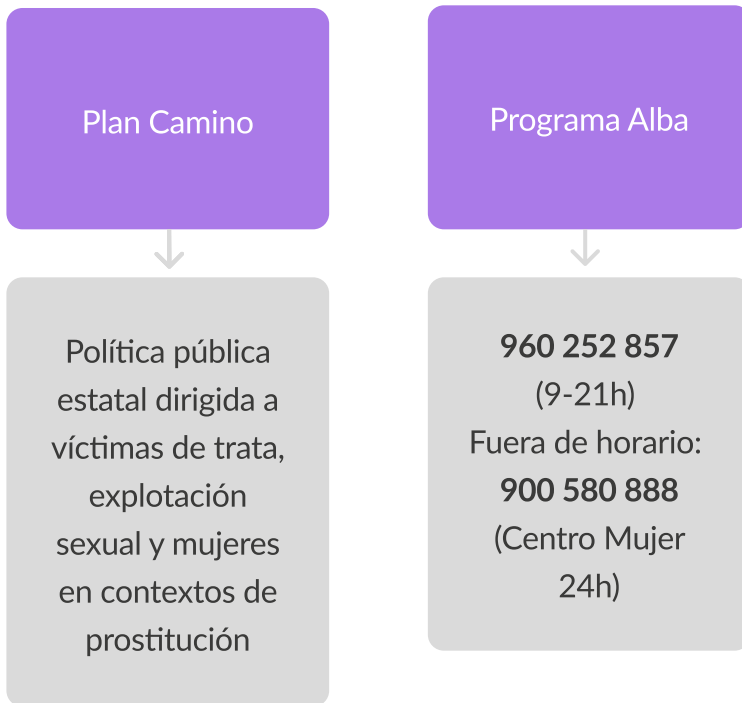 Plan Camino
Política pública
estatal dirigida a
víctimas de trata,
explotación
sexual y mujeres
en contextos de
prostitución
Programa Alba
960 252 857
(9-21h)
Fuera de horario:
900 580 888
(Centro Mujer
24h)